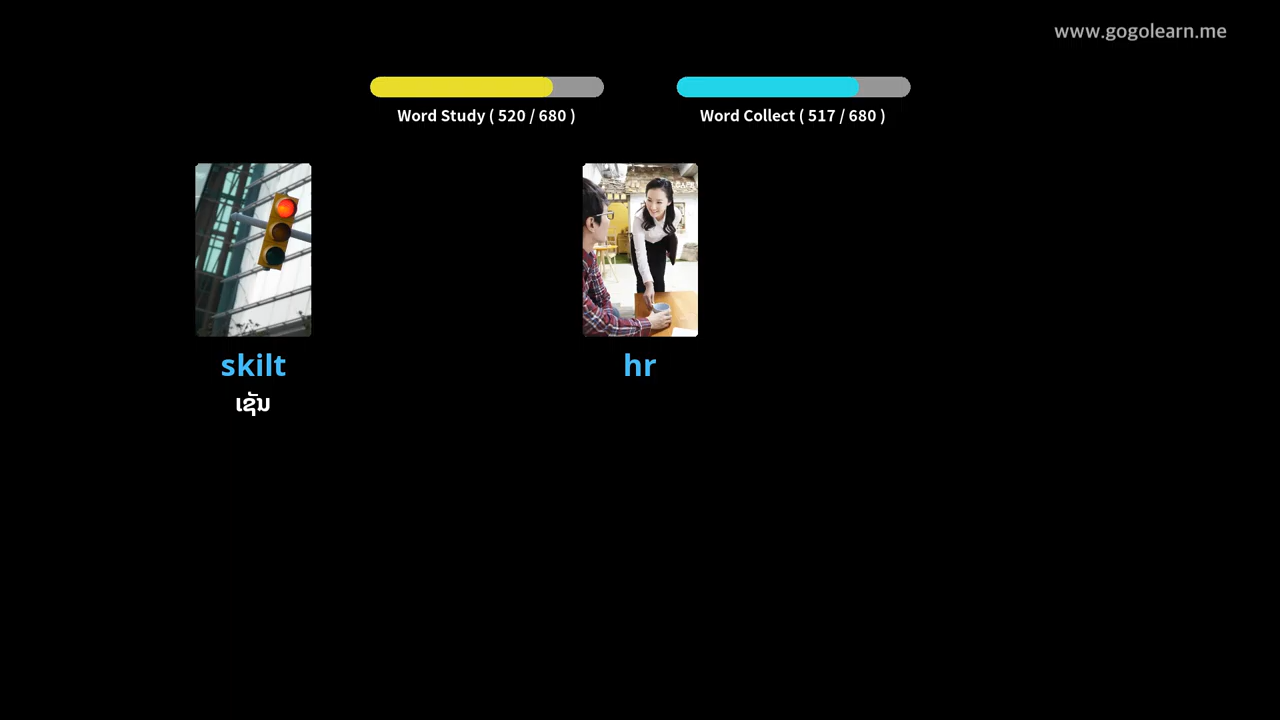 www.gogolearn.me
Word Study ( 520 / 680 )
Word Collect ( 517 / 680 )
skilt
ເຊັນ
hr